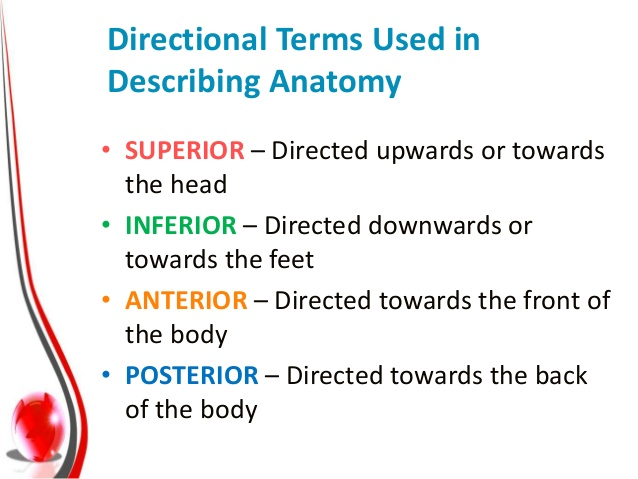 Directional Terms Used in
Describing Anatomy
• SUPERIOR – Directed upwards or towards
the head
• INFERIOR – Directed downwards or
towards the feet
• ANTERIOR – Directed towards the front of
the body
• POSTERIOR – Directed towards the back
of the body